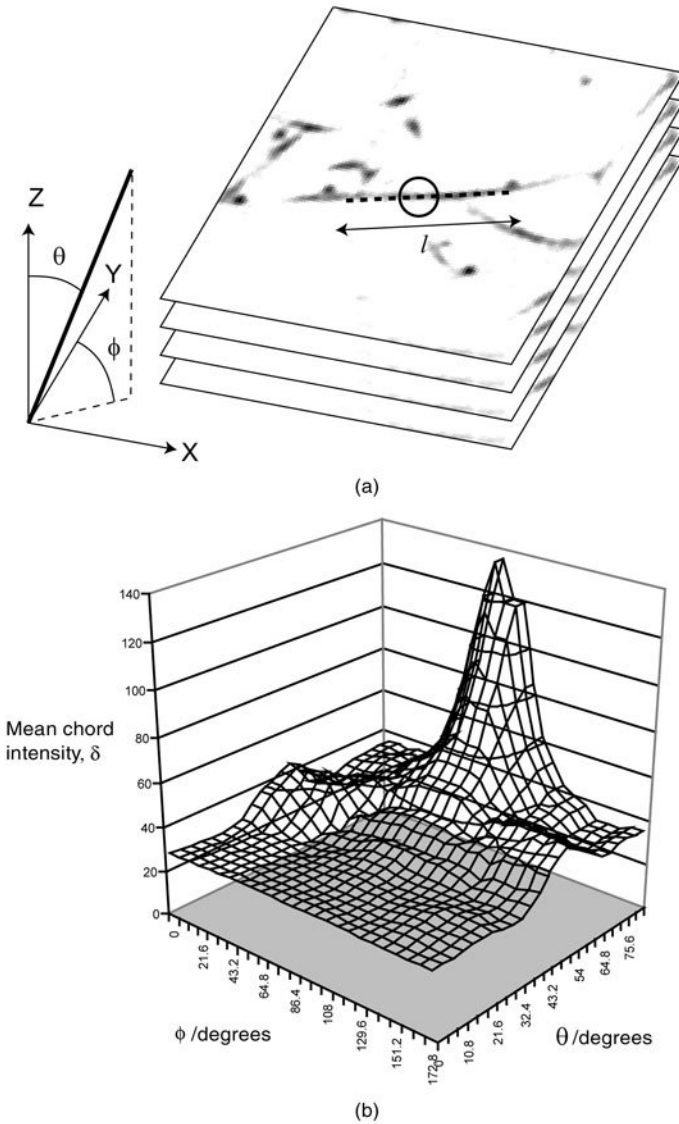 Z
θ
Y
ϕ
X
l
(a)
140
120
100
80
60
40
20
0
Mean chord
intensity, δ
0
21.6
43.2
64.8
86.4
108
129.6
151.2
172.8
ϕ /degrees
0
10.8
21.6
32.4
43.2
54
64.8
75.6
θ /degrees
(b)